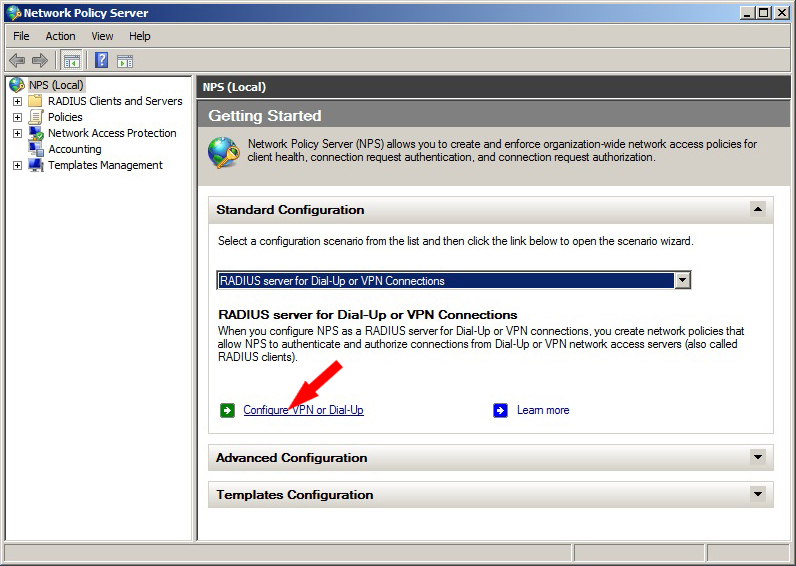 Network Policy Server
File Action View Help
NPS (Local)
RADIUS Clients and Servers
Policies
Network Access Protection
Accounting
Templates Management
NPS (Local)
Getting Started
Network Policy Server (NPS) allows you to create and enforce organization-wide network access policies for
client health, connection request authentication, and connection request authorization.
Standard Configuration
Select a configuration scenario from the list and then click the link below to open the scenario wizard.
RADIUS server for Dial-Up or VPN Connections
RADIUS server for Dial-Up or VPN Connections
When you configure NPS as a RADIUS server for Dial-Up or VPN connections, you create network policies that
allow NPS to authenticate and authorize connections from Dial-Up or VPN network access servers (also called
RADIUS clients).
Configure VPN or Dial-Up Learn more
Advanced Configuration
Templates Configuration